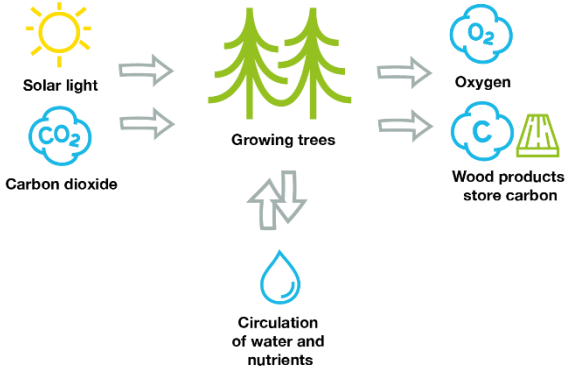 Solar light
CO2
Carbon dioxide
Growing trees
O2
Oxygen
C
Wood products
store carbon
Circulation
of water and
nutrients